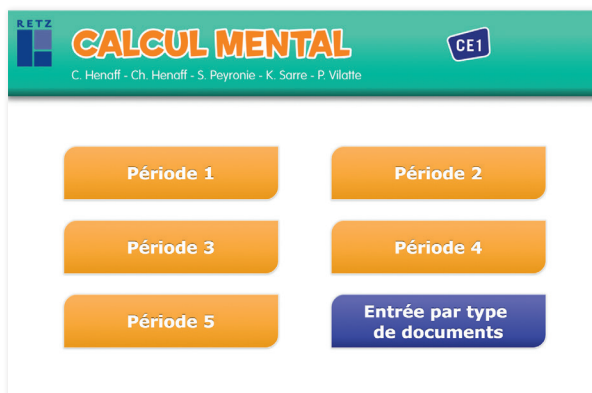 RETZ
CALCUL MENTAL
CE1
C. Henaff - Ch. Henaff - S. Peyronie - K. Sarre - P. Vilatte
Période 1
Période 2
Période 3
Période 4
Période 5
Entrée par type
de documents